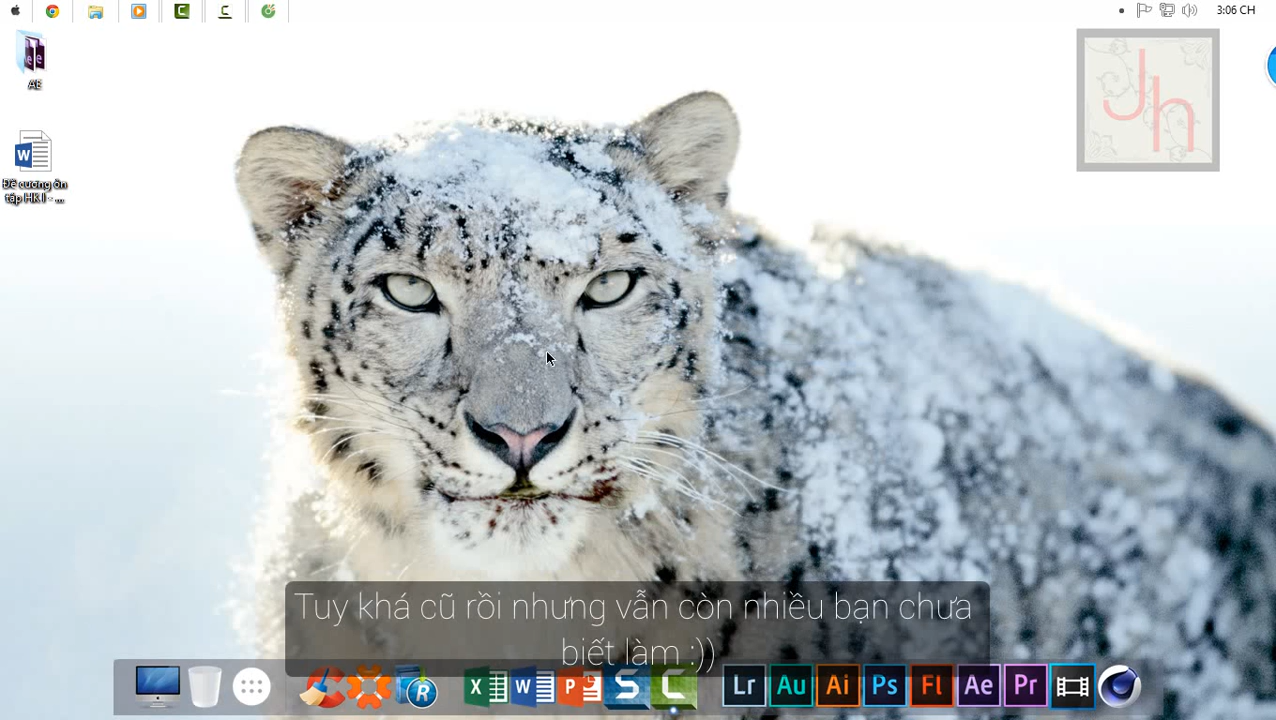 3:06 CH
Jh
AE
Đề cương ôn
tập HK I - ...
Tuy khá cũ rồi nhưng vẫn còn nhiều bạn chưa
biết làm :))
R X W P S C Lr Au Ai Ps Fl Ae Pr